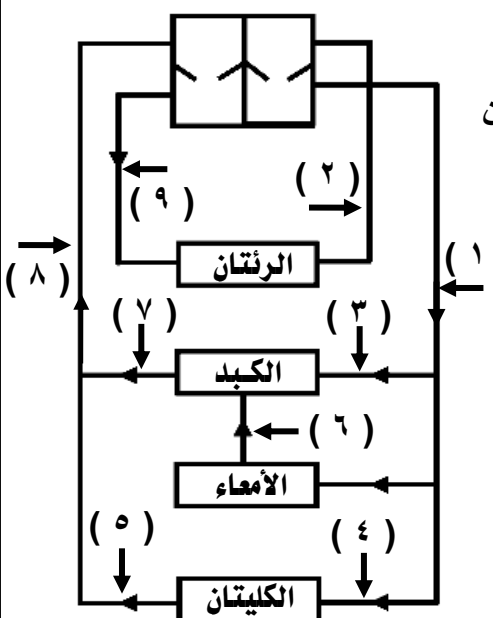 ن
( ٢ )
( ٩ )
الرئتان
( ١ )
( ٨ )
( ٧ )
( ٣ )
الكبد
( ٦ )
الأمعاء
( ٥ )
( ٤ )
الكليتان